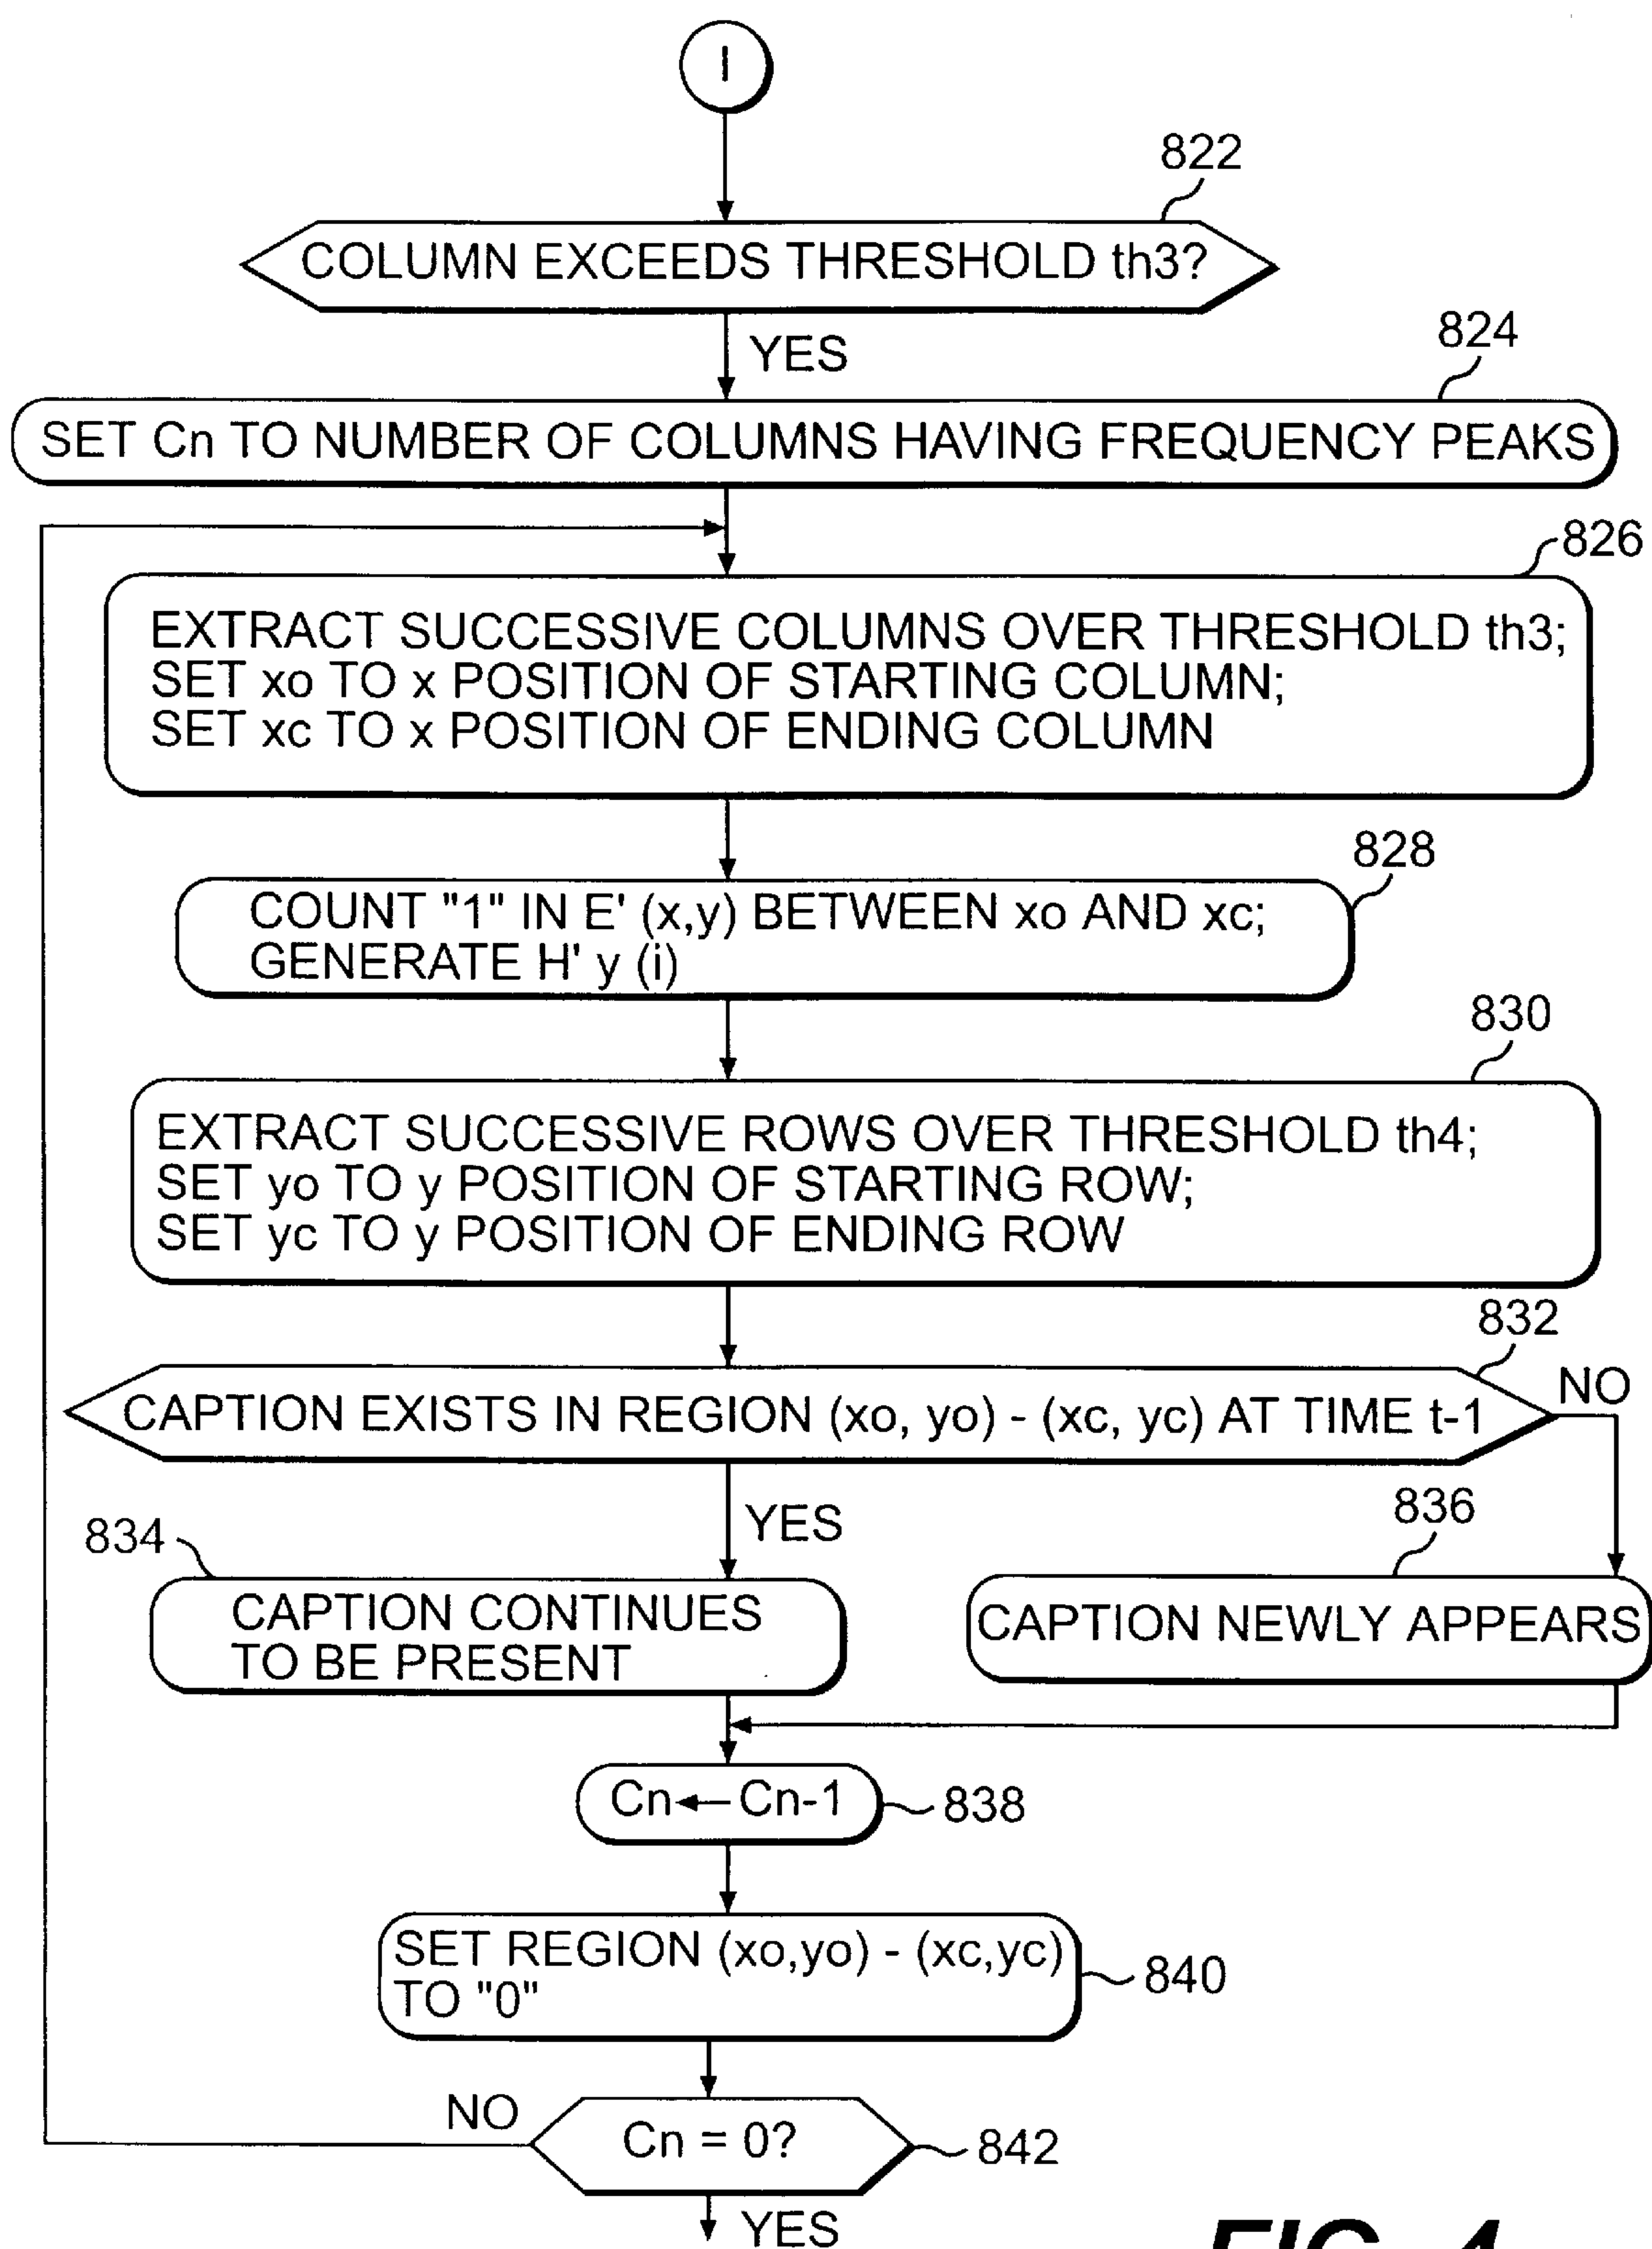 I
822
COLUMN EXCEEDS THRESHOLD th3?
YES
824
SET Cn TO NUMBER OF COLUMNS HAVING FREQUENCY PEAKS
826
EXTRACT SUCCESSIVE COLUMNS OVER THRESHOLD th3;
SET xo TO x POSITION OF STARTING COLUMN;
SET xc TO x POSITION OF ENDING COLUMN
828
COUNT "1" IN E' (x,y) BETWEEN xo AND xc;
GENERATE H' y (i)
830
EXTRACT SUCCESSIVE ROWS OVER THRESHOLD th4;
SET yo TO y POSITION OF STARTING ROW;
SET yc TO y POSITION OF ENDING ROW
832
CAPTION EXISTS IN REGION (xo, yo) - (xc, yc) AT TIME t-1
NO
YES
834
836
CAPTION CONTINUES
TO BE PRESENT
CAPTION NEWLY APPEARS
Cn←Cn-1
838
SET REGION (xo,yo) - (xc,yc)
TO "0"
840
NO
Cn = 0?
842
YES
FIG. 4